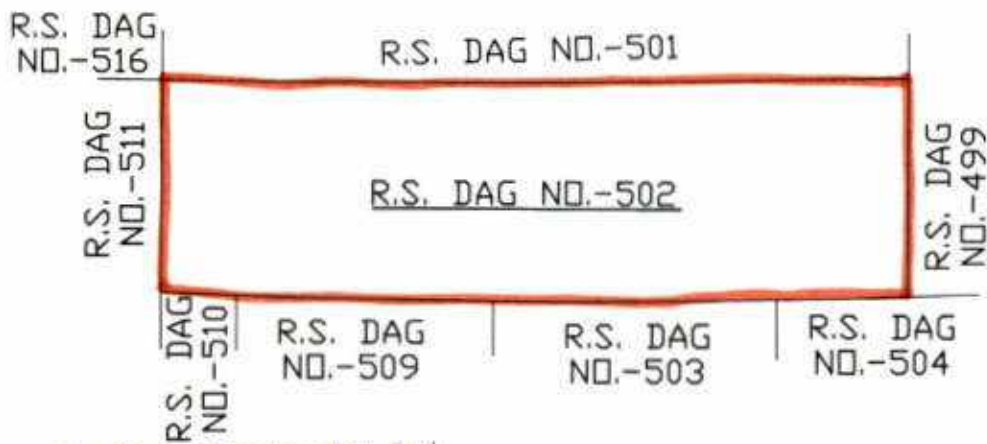 R.S. DAG
NO.-516
R.S. DAG NO.-501
R.S. DAG
NO.-511
R.S. DAG NO.-502
R.S. DAG
NO.-499
R.S. DAG
NO.-510
R.S. DAG
NO.-509
R.S. DAG
NO.-503
R.S. DAG
NO.-504